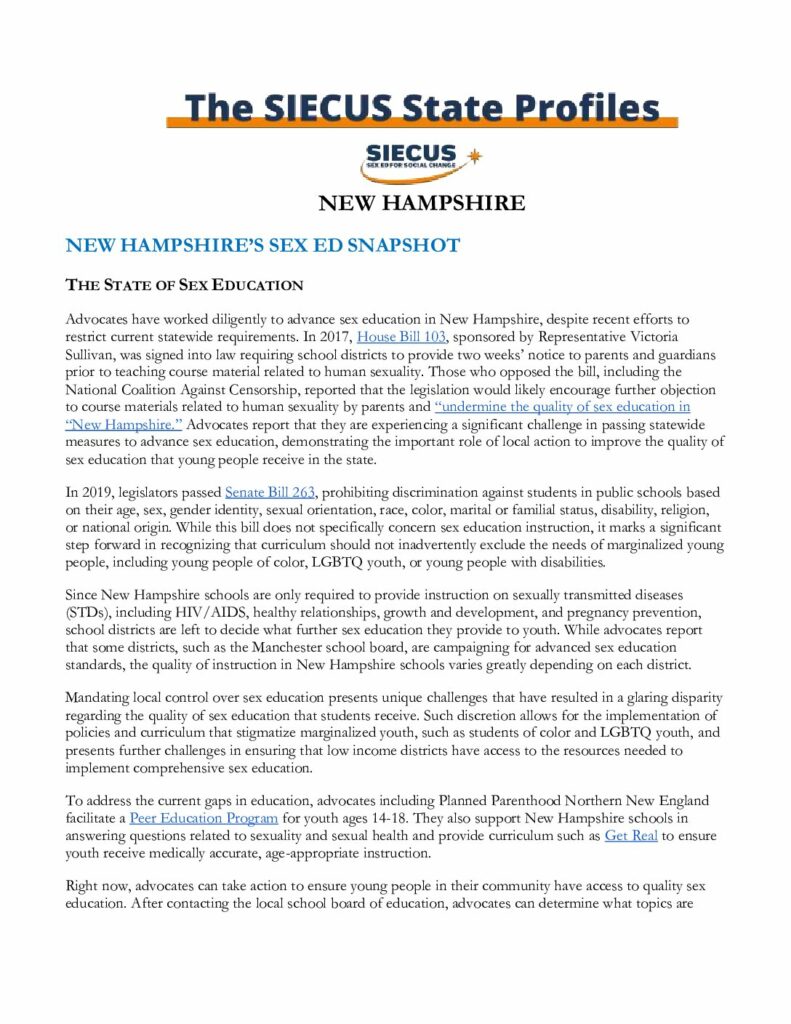 The SIECUS State Profiles
SIECUS
SEX ED FOR SOCIAL CHANGE
NEW HAMPSHIRE
NEW HAMPSHIRE’S SEX ED SNAPSHOT
THE STATE OF SEX EDUCATION
Advocates have worked diligently to advance sex education in New Hampshire, despite recent efforts to
restrict current statewide requirements. In 2017, House Bill 103, sponsored by Representative Victoria
Sullivan, was signed into law requiring school districts to provide two weeks’ notice to parents and guardians
prior to teaching course material related to human sexuality. Those who opposed the bill, including the
National Coalition Against Censorship, reported that the legislation would likely encourage further objection
to course materials related to human sexuality by parents and “undermine the quality of sex education in
“New Hampshire.” Advocates report that they are experiencing a significant challenge in passing statewide
measures to advance sex education, demonstrating the important role of local action to improve the quality of
sex education that young people receive in the state.
In 2019, legislators passed Senate Bill 263, prohibiting discrimination against students in public schools based
on their age, sex, gender identity, sexual orientation, race, color, marital or familial status, disability, religion,
or national origin. While this bill does not specifically concern sex education instruction, it marks a significant
step forward in recognizing that curriculum should not inadvertently exclude the needs of marginalized young
people, including young people of color, LGBTQ youth, or young people with disabilities.
Since New Hampshire schools are only required to provide instruction on sexually transmitted diseases
(STDs), including HIV/AIDS, healthy relationships, growth and development, and pregnancy prevention,
school districts are left to decide what further sex education they provide to youth. While advocates report
that some districts, such as the Manchester school board, are campaigning for advanced sex education
standards, the quality of instruction in New Hampshire schools varies greatly depending on each district.
Mandating local control over sex education presents unique challenges that have resulted in a glaring disparity
regarding the quality of sex education that students receive. Such discretion allows for the implementation of
policies and curriculum that stigmatize marginalized youth, such as students of color and LGBTQ youth, and
presents further challenges in ensuring that low income districts have access to the resources needed to
implement comprehensive sex education.
To address the current gaps in education, advocates including Planned Parenthood Northern New England
facilitate a Peer Education Program for youth ages 14-18. They also support New Hampshire schools in
answering questions related to sexuality and sexual health and provide curriculum such as Get Real to ensure
youth receive medically accurate, age-appropriate instruction.
Right now, advocates can take action to ensure young people in their community have access to quality sex
education. After contacting the local school board of education, advocates can determine what topics are